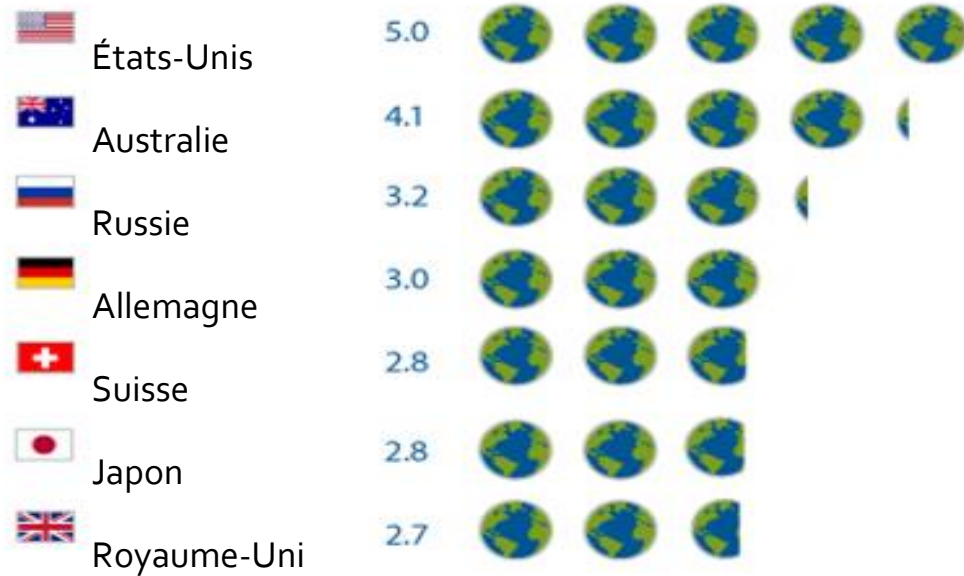 5.0
États-Unis
4.1
Australie
3.2
Russie
3.0
Allemagne
2.8
Suisse
2.8
Japon
2.7
Royaume-Uni